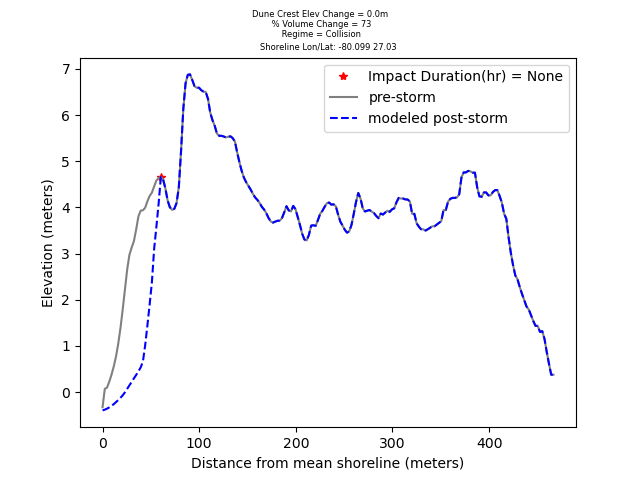 Dune Crest Elev Change = 0.0m
% Volume Change = 73
Regime = Collision
Shoreline Lon/Lat: -80.099 27.03
Impact Duration(hr) = None
pre-storm
modeled post-storm
7
6
5
4
3
2
1
0
Elevation (meters)
0 100 200 300 400
Distance from mean shoreline (meters)